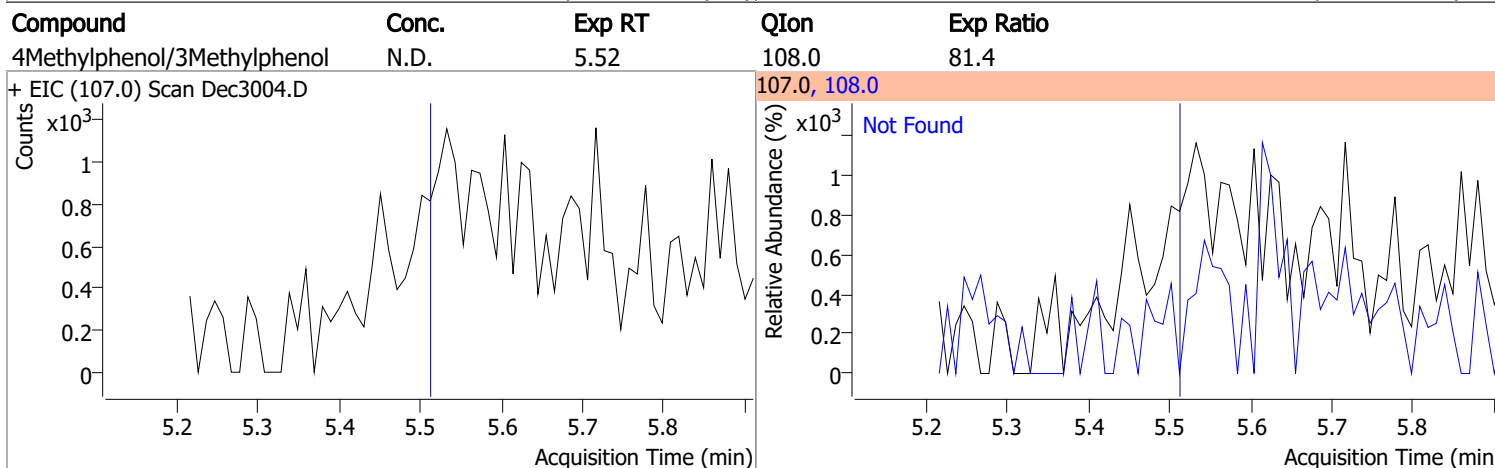 Compound Conc. Exp RT QIon Exp Ratio
4Methylphenol/3Methylphenol N.D. 5.52 108.0 81.4
+ EIC (107.0) Scan Dec3004.D
Counts
x10³
1
0.8
0.6
0.4
0.2
0
5.2 5.3 5.4 5.5 5.6 5.7 5.8
Acquisition Time (min)
107.0, 108.0
Relative Abundance (%)
x10³
Not Found
1
0.8
0.6
0.4
0.2
0
5.2 5.3 5.4 5.5 5.6 5.7 5.8
Acquisition Time (min)